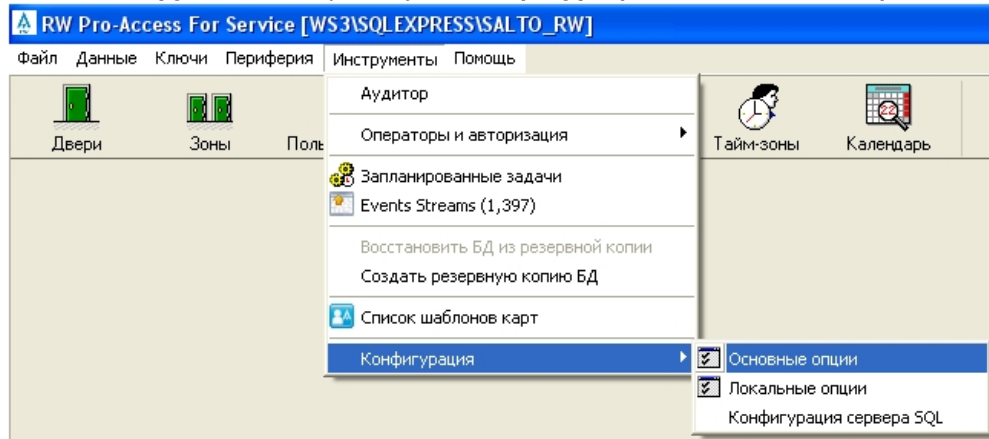 RW Pro-Access For Service [WS3\SQLEXPRESS\SALTO_RW]
Файл Данные Ключи Периферия Инструменты Помощь
Двери Зоны Тайм-зоны Календарь
Аудитор
Операторы и авторизация
Запланированные задачи
Events Streams (1,397)
Восстановить БД из резервной копии
Создать резервную копию БД
Список шаблонов карт
Конфигурация
Основные опции
Локальные опции
Конфигурация сервера SQL